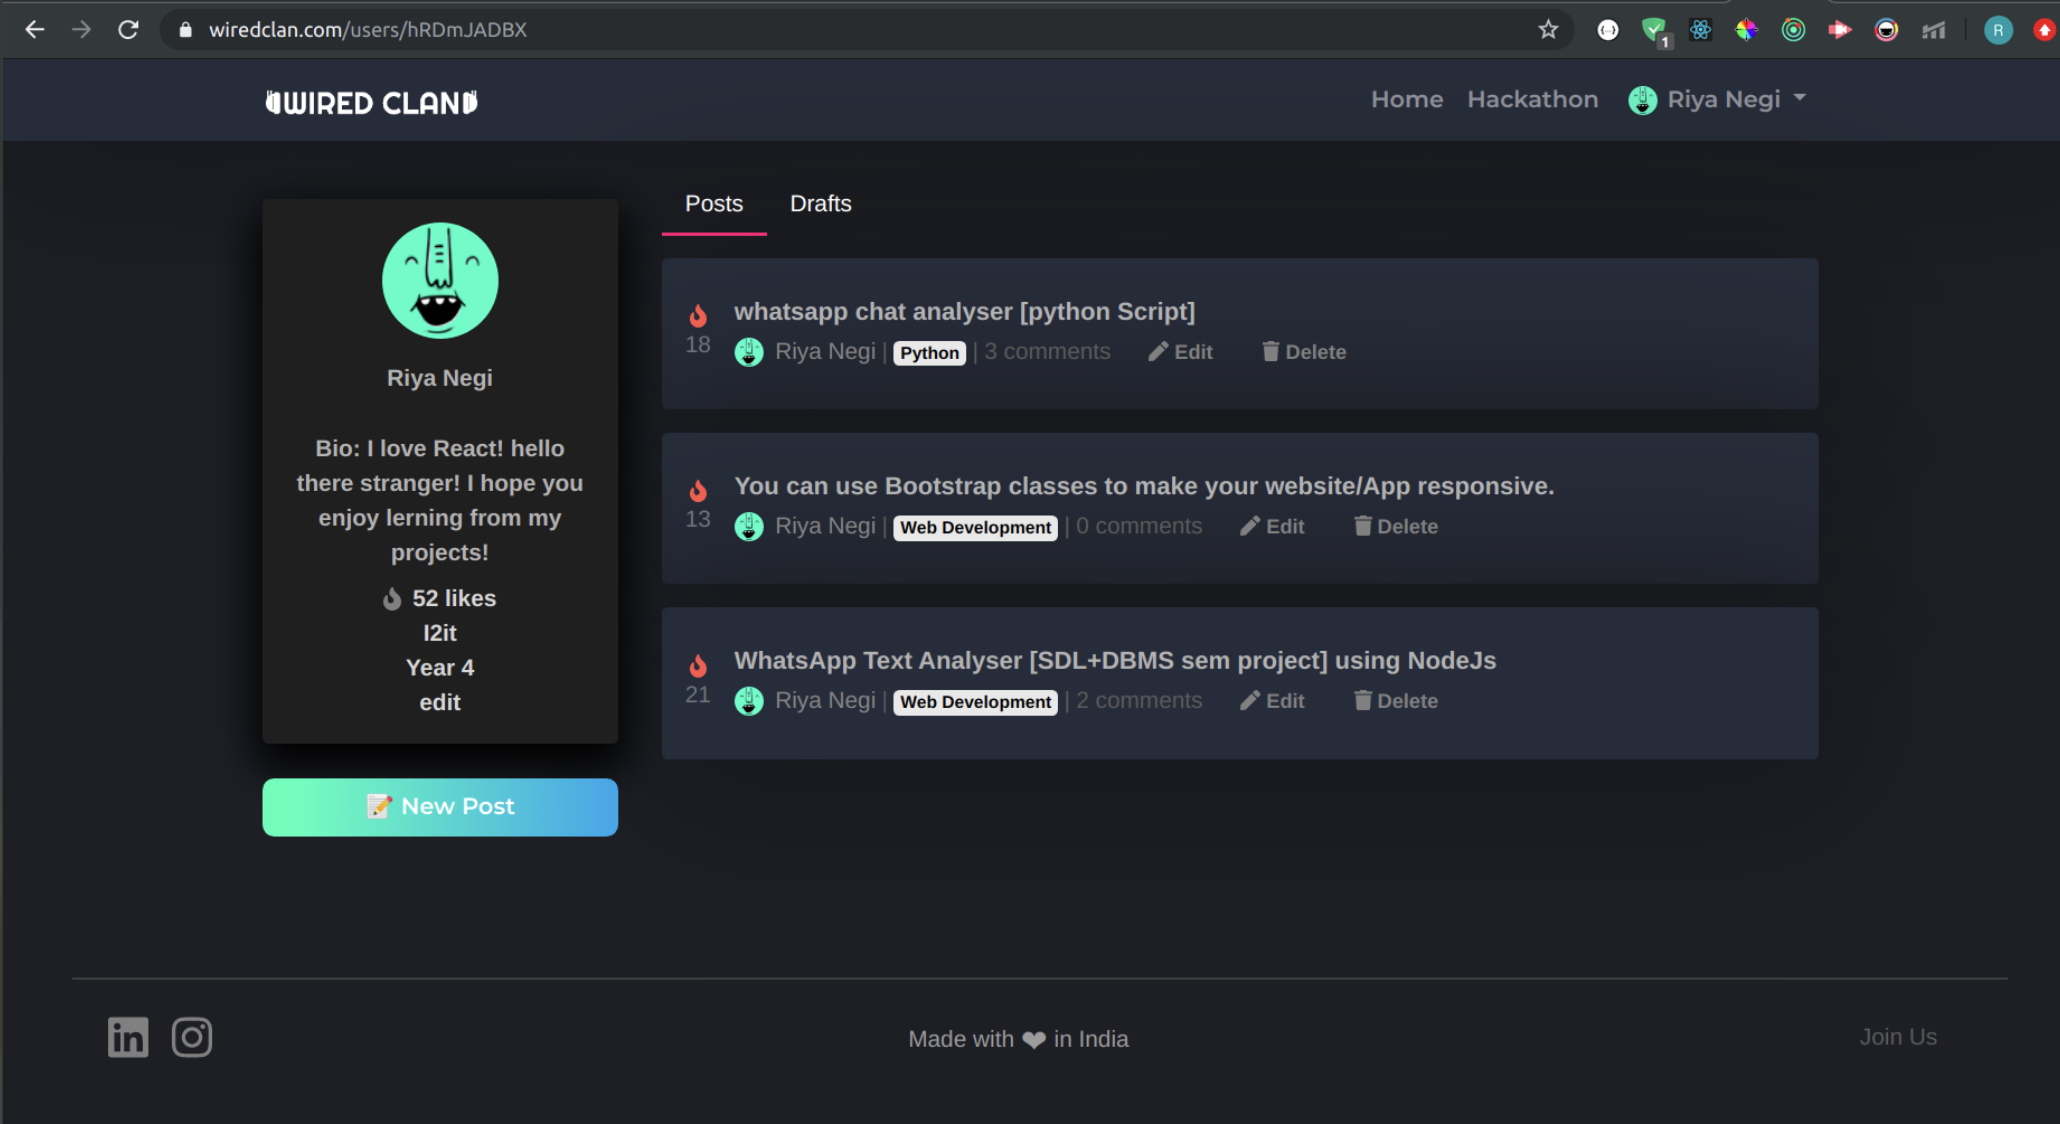 wiredclan.com/users/hRDmJADBX
1
R
WIRED CLAN
Home Hackathon Riya Negi
Posts Drafts
Riya Negi
Bio: I love React! hello
there stranger! I hope you
enjoy lerning from my
projects!
52 likes
I2it
Year 4
edit
📝 New Post
whatsapp chat analyser [python Script]
18 Riya Negi | Python | 3 comments Edit Delete
You can use Bootstrap classes to make your website/App responsive.
13 Riya Negi | Web Development | 0 comments Edit Delete
WhatsApp Text Analyser [SDL+DBMS sem project] using NodeJs
21 Riya Negi | Web Development | 2 comments Edit Delete
in
Made with ❤ in India
Join Us